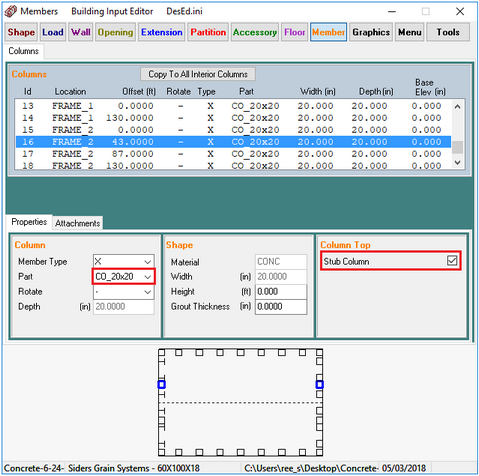 Members Building Input Editor DesEd.ini
Shape Load Wall Opening Extension Partition Accessory Floor Member Graphics Menu Tools
Columns
Columns Copy To All Interior Columns
Id Location Offset (ft) Rotate Type Part Width (in) Depth (in) Base Elev (in)
13 FRAME_1 0.0000 - X CO_20x20 20.000 20.000 0.000
14 FRAME_1 130.0000 - X CO_20x20 20.000 20.000 0.000
15 FRAME_2 0.0000 - X CO_20x20 20.000 20.000 0.000
16 FRAME_2 43.0000 - X CO_20x20 20.000 20.000 0.000
17 FRAME_2 87.0000 - X CO_20x20 20.000 20.000 0.000
18 FRAME_2 130.0000 - X CO_20x20 20.000 20.000 0.000
Properties Attachments
Column
Member Type X
Part CO_20x20
Rotate -
Depth (in) 20.0000
Shape
Material CONC
Width (in) 20.0000
Height (ft) 0.000
Grout Thickness (in) 0.0000
Column Top
Stub Column
Concrete-6-24- Siders Grain Systems - 60X100X18 C:\Users\ree_s\Desktop\Concrete- 05/03/2018